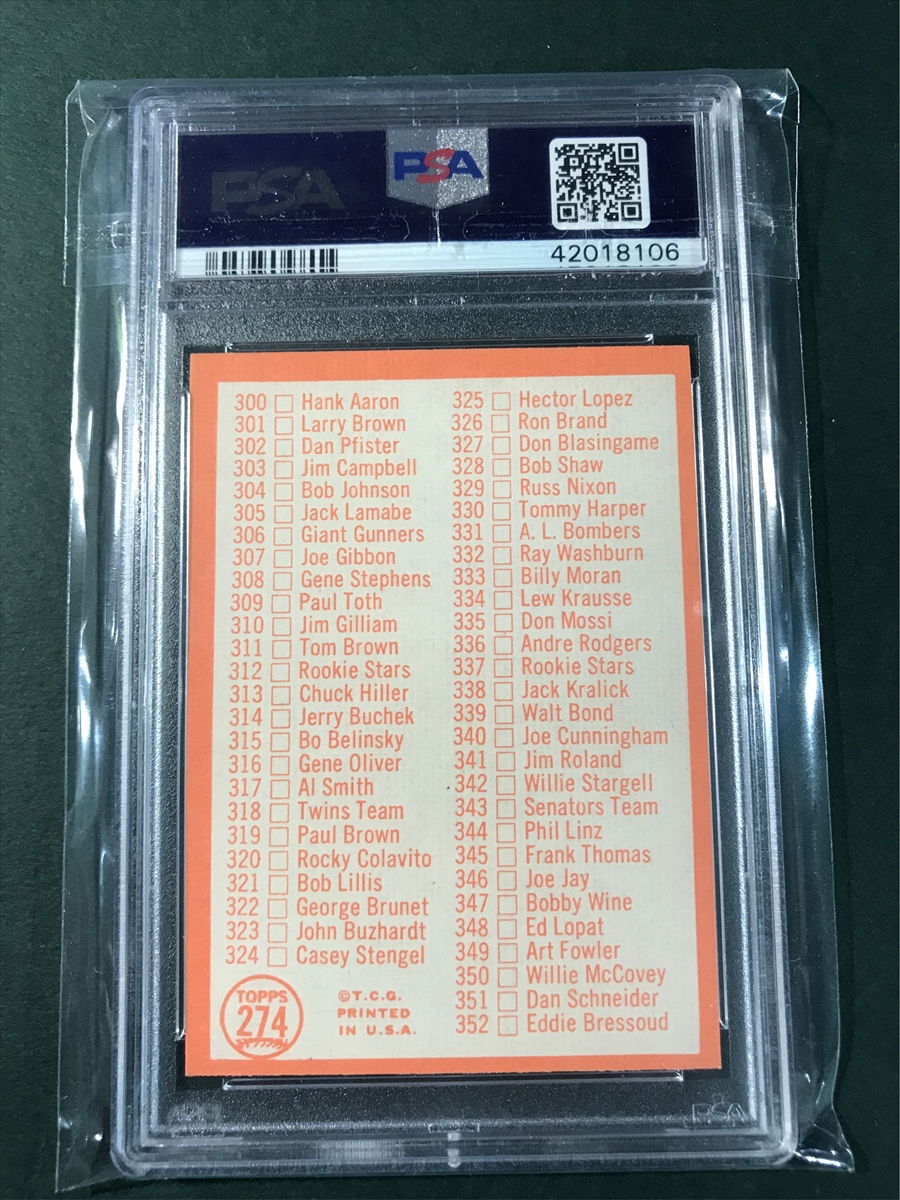 PSA
PSA
42018106
300 Hank Aaron
301 Larry Brown
302 Dan Pfister
303 Jim Campbell
304 Bob Johnson
305 Jack Lamabe
306 Giant Gunners
307 Joe Gibbon
308 Gene Stephens
309 Paul Toth
310 Jim Gilliam
311 Tom Brown
312 Rookie Stars
313 Chuck Hiller
314 Jerry Buchek
315 Bo Belinsky
316 Gene Oliver
317 Al Smith
318 Twins Team
319 Paul Brown
320 Rocky Colavito
321 Bob Lillis
322 George Brunet
323 John Buzhardt
324 Casey Stengel
325 Hector Lopez
326 Ron Brand
327 Don Blasingame
328 Bob Shaw
329 Russ Nixon
330 Tommy Harper
331 A. L. Bombers
332 Ray Washburn
333 Billy Moran
334 Lew Krausse
335 Don Mossi
336 Andre Rodgers
337 Rookie Stars
338 Jack Kralick
339 Walt Bond
340 Joe Cunningham
341 Jim Roland
342 Willie Stargell
343 Senators Team
344 Phil Linz
345 Frank Thomas
346 Joe Jay
347 Bobby Wine
348 Ed Lopat
349 Art Fowler
350 Willie McCovey
351 Dan Schneider
352 Eddie Bressoud
TOPPS
274
©T.C.G.
PRINTED
IN U.S.A.
PSA